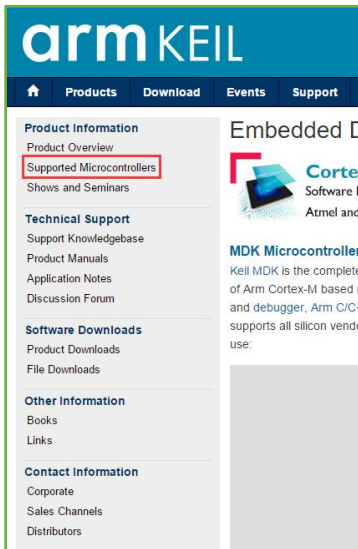 arm KEIL
Products Download Events Support
Product Information
Product Overview
Supported Microcontrollers
Shows and Seminars
Technical Support
Support Knowledgebase
Product Manuals
Application Notes
Discussion Forum
Software Downloads
Product Downloads
File Downloads
Other Information
Books
Links
Contact Information
Corporate
Sales Channels
Distributors
Embedded D
Corte
Software
Atmel and
MDK Microcontroller
Keil MDK is the complete
of Arm Cortex-M based
and debugger, Arm C/C
supports all silicon vend
use: